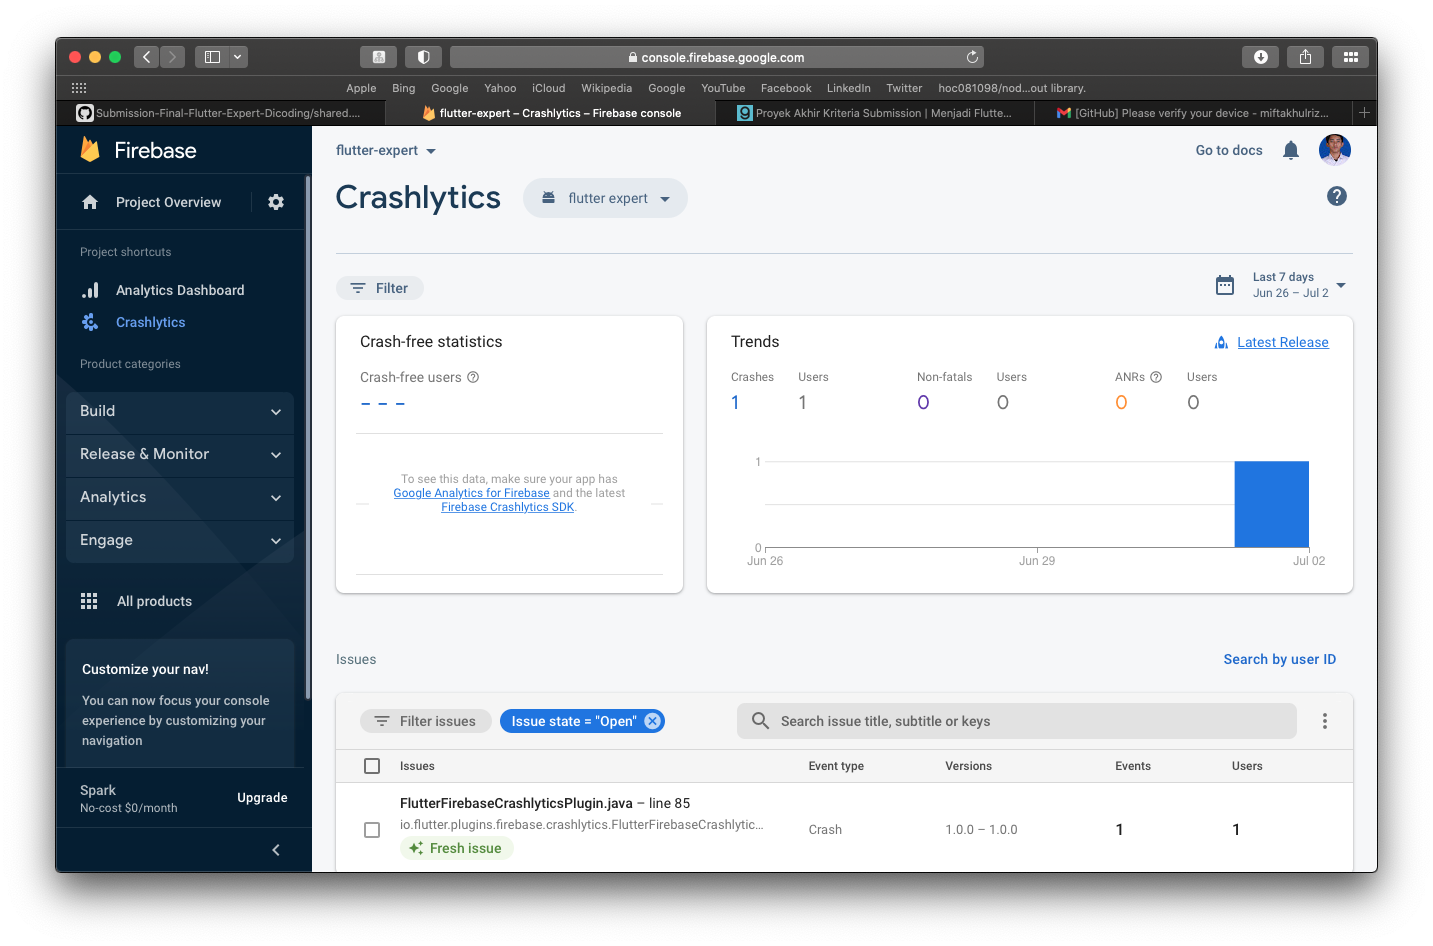 console.firebase.google.com
Apple Bing Google Yahoo iCloud Wikipedia Google YouTube Facebook LinkedIn Twitter hoc081098/nod...out library.
Submission-Final-Flutter-Expert-Dicoding/shared....
flutter-expert – Crashlytics – Firebase console
Proyek Akhir Kriteria Submission | Menjadi Flutte...
[GitHub] Please verify your device - miftakhulriz...
Firebase
Project Overview
Project shortcuts
Analytics Dashboard
Crashlytics
Product categories
Build
Release & Monitor
Analytics
Engage
All products
Customize your nav!
You can now focus your console
experience by customizing your
navigation
Spark
No-cost $0/month
Upgrade
flutter-expert
Go to docs
Crashlytics
flutter expert
Filter
Last 7 days
Jun 26 – Jul 2
Crash-free statistics
Crash-free users
– – –
To see this data, make sure your app has
Google Analytics for Firebase and the latest
Firebase Crashlytics SDK.
Trends
Latest Release
Crashes Users Non-fatals Users ANRs Users
1 1 0 0 0 0
1
0
Jun 26 Jun 29 Jul 02
Issues
Search by user ID
Filter issues
Issue state = "Open"
Search issue title, subtitle or keys
Issues Event type Versions Events Users
FlutterFirebaseCrashlyticsPlugin.java – line 85
io.flutter.plugins.firebase.crashlytics.FlutterFirebaseCrashlytic...
Crash 1.0.0 – 1.0.0 1 1
Fresh issue